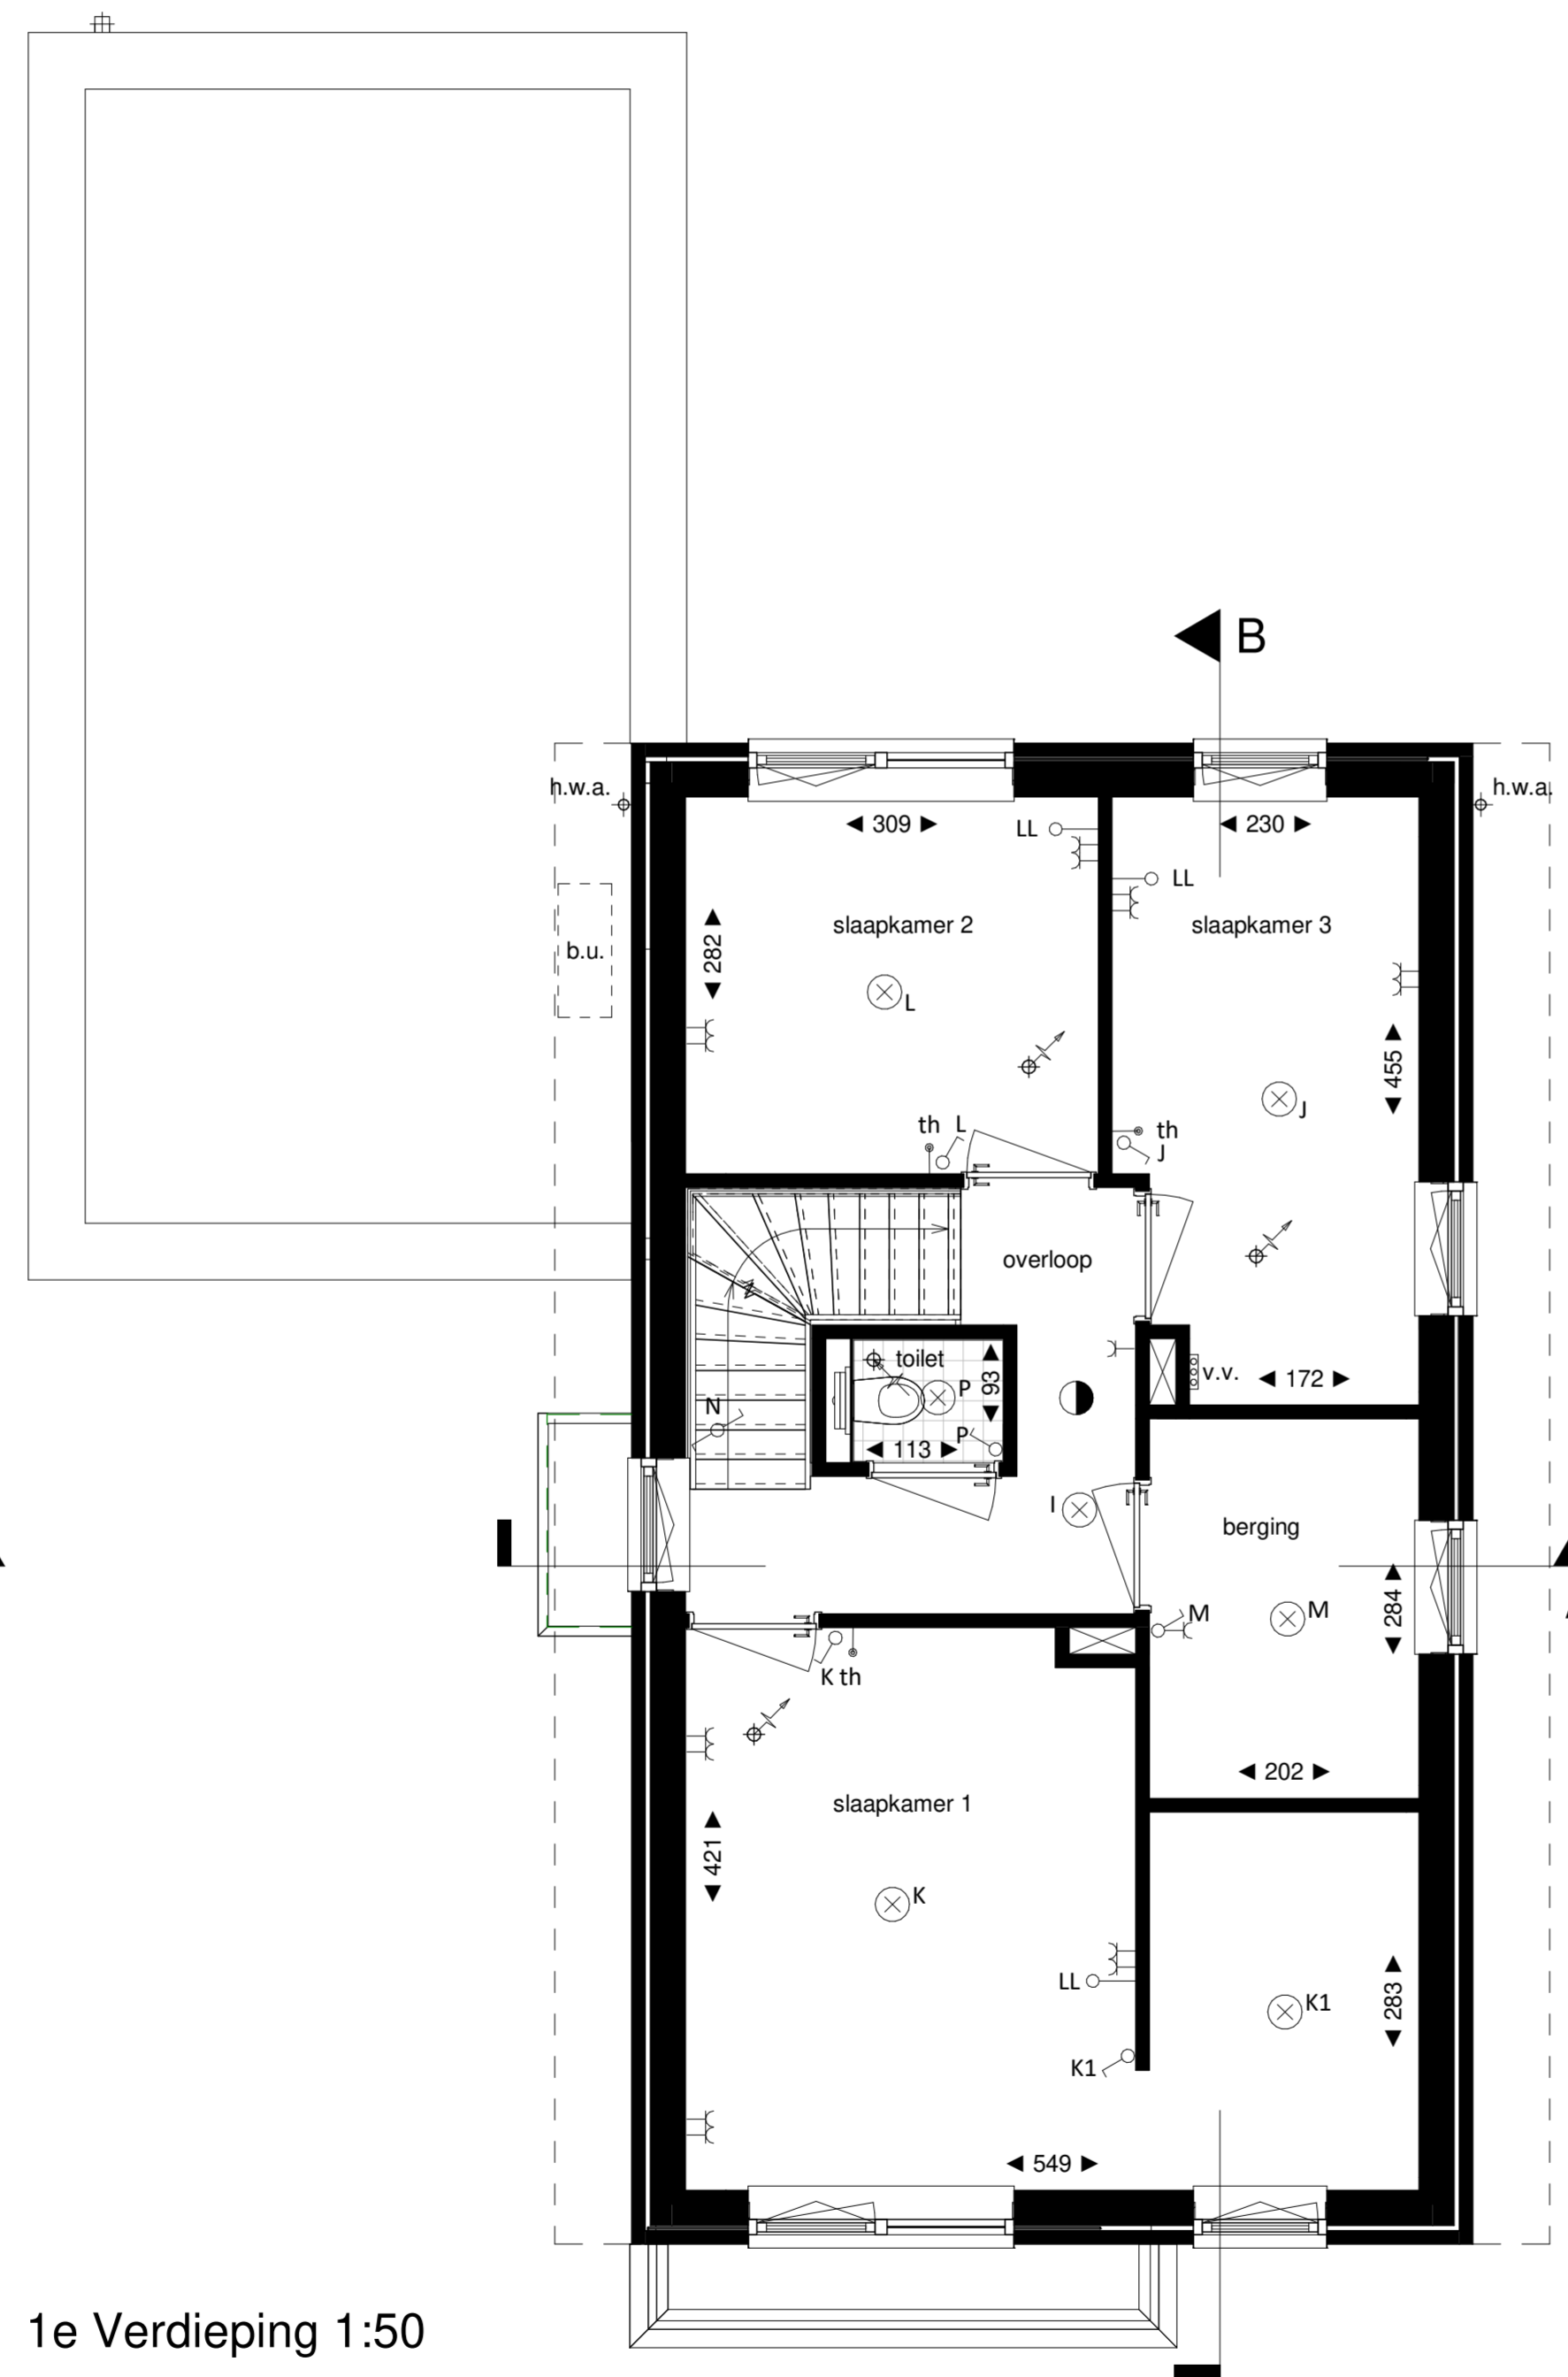 B
h.w.a.
h.w.a.
309
LL
230
LL
slaapkamer 2
slaapkamer 3
282
b.u.
L
455
J
th L
th
J
overloop
toilet
P
93
v.v.
172
N
P
113
I
berging
M
M
284
K th
202
slaapkamer 1
421
K
LL
K1
283
K1
549
1e Verdieping 1:50